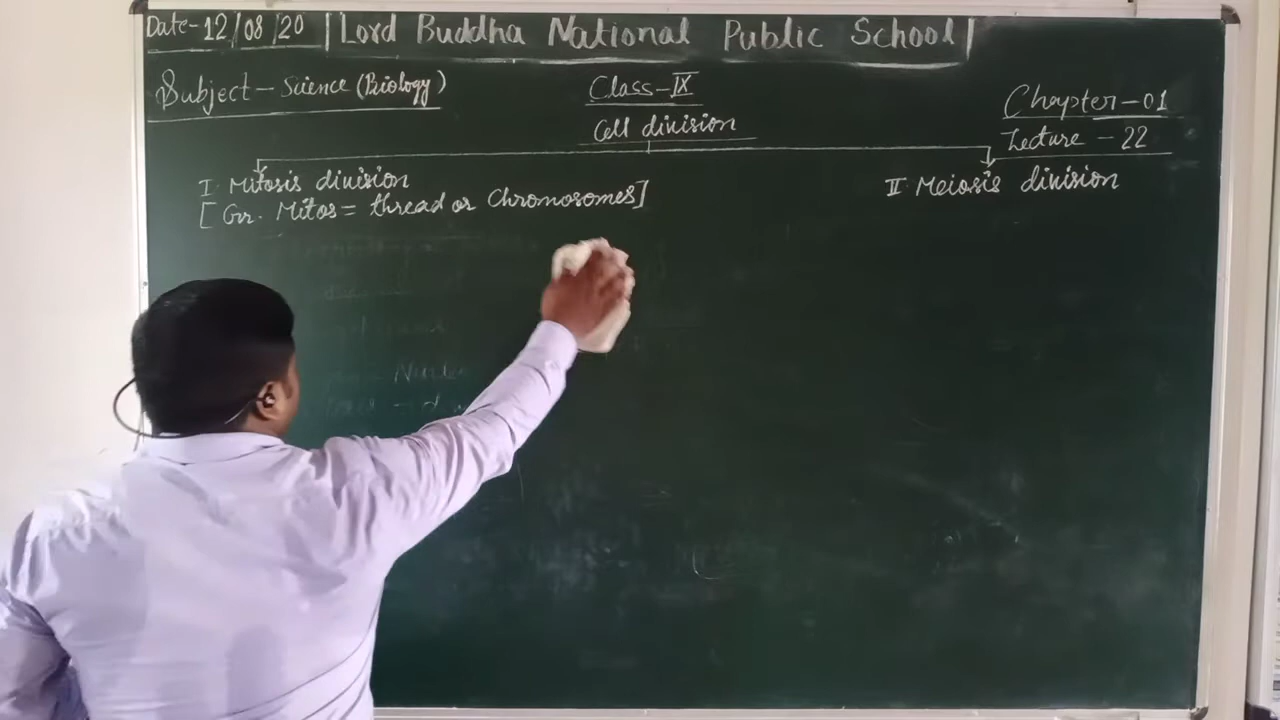 Date-12/08/20 | Lord Buddha National Public School |
Subject - Science (Biology)
Class-IX
Chapter-01
Cell division
Lecture - 22
I Mitosis division
II Meiosis division
[Gr. Mitos = thread or Chromosomes]